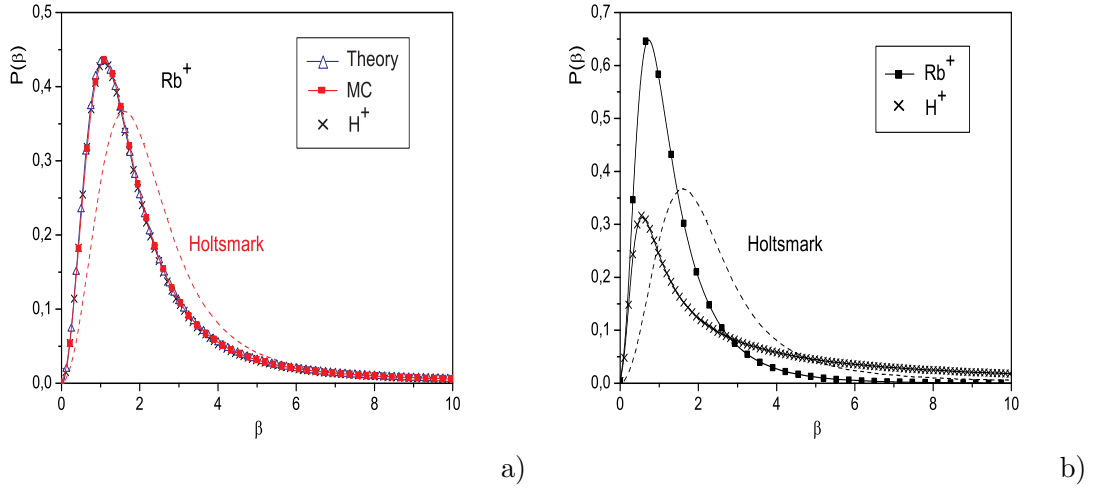 P(β)
0,5
0,4
0,3
0,2
0,1
0,0
0 2 4 6 8 10
β
Rb+
Theory
MC
H+
Holtsmark
a)
P(β)
0,7
0,6
0,5
0,4
0,3
0,2
0,1
0,0
0 2 4 6 8 10
β
Rb+
H+
Holtsmark
b)